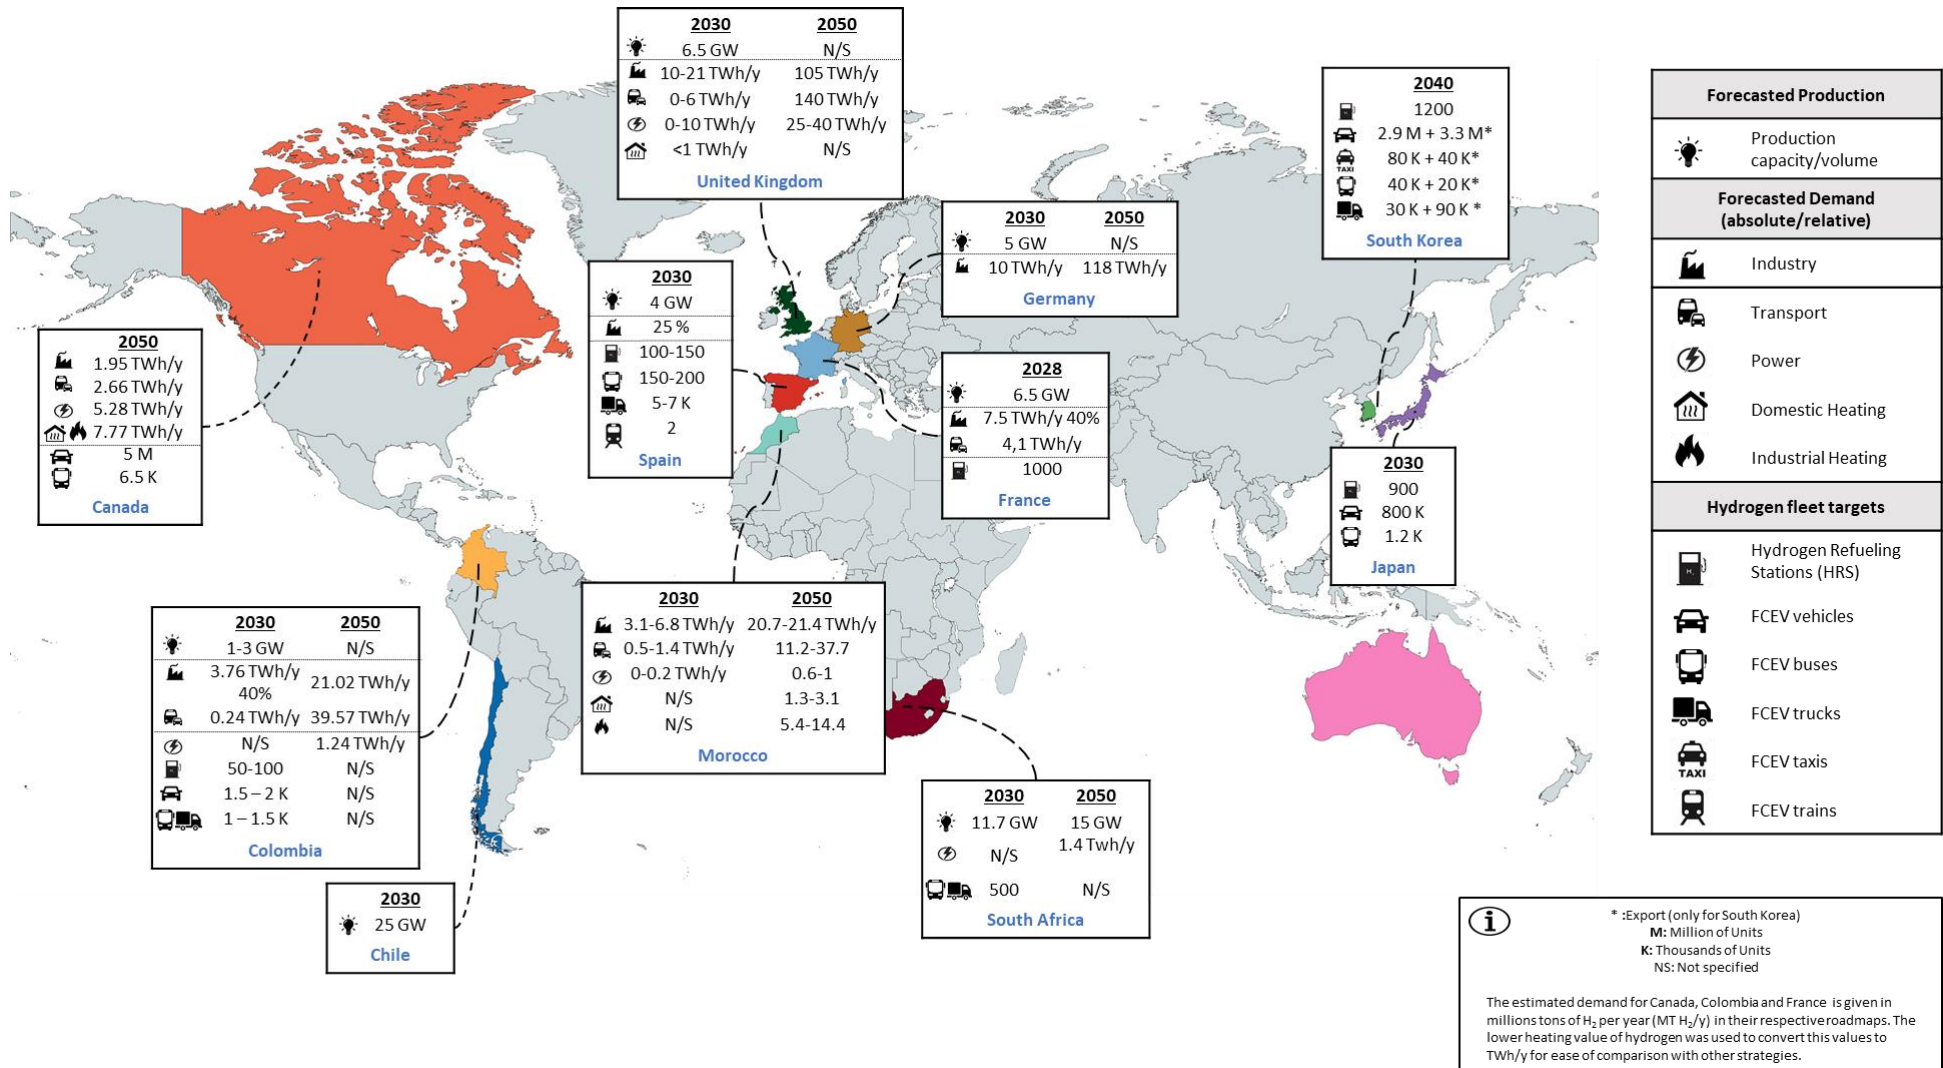 2030 2050
6.5 GW N/S
10-21 TWh/y 105 TWh/y
0-6 TWh/y 140 TWh/y
0-10 TWh/y 25-40 TWh/y
<1 TWh/y N/S
United Kingdom
2040
1200
2.9 M + 3.3 M*
TAXI 80 K + 40 K*
40 K + 20 K*
30 K + 90 K *
South Korea
2030 2050
5 GW N/S
10 TWh/y 118 TWh/y
Germany
2030
4 GW
25 %
100-150
150-200
5-7 K
2
Spain
2050
1.95 TWh/y
2.66 TWh/y
5.28 TWh/y
7.77 TWh/y
5 M
6.5 K
Canada
2028
6.5 GW
7.5 TWh/y 40%
4,1 TWh/y
1000
France
2030
900
800 K
1.2 K
Japan
2030 2050
3.1-6.8 TWh/y 20.7-21.4 TWh/y
0.5-1.4 TWh/y 11.2-37.7
0-0.2 TWh/y 0.6-1
N/S 1.3-3.1
N/S 5.4-14.4
Morocco
2030 2050
1-3 GW N/S
3.76 TWh/y
40%
21.02 TWh/y
0.24 TWh/y 39.57 TWh/y
N/S 1.24 TWh/y
50-100 N/S
1.5 – 2 K N/S
1 – 1.5 K N/S
Colombia
2030 2050
11.7 GW 15 GW
N/S 1.4 Twh/y
500 N/S
South Africa
2030
25 GW
Chile
Forecasted Production
Production
capacity/volume
Forecasted Demand
(absolute/relative)
Industry
Transport
Power
Domestic Heating
Industrial Heating
Hydrogen fleet targets
Hydrogen Refueling
Stations (HRS)
FCEV vehicles
FCEV buses
FCEV trucks
TAXI FCEV taxis
FCEV trains
i
* :Export (only for South Korea)
M: Million of Units
K: Thousands of Units
NS: Not specified
The estimated demand for Canada, Colombia and France is given in
millions tons of H₂ per year (MT H₂/y) in their respective roadmaps. The
lower heating value of hydrogen was used to convert this values to
TWh/y for ease of comparison with other strategies.